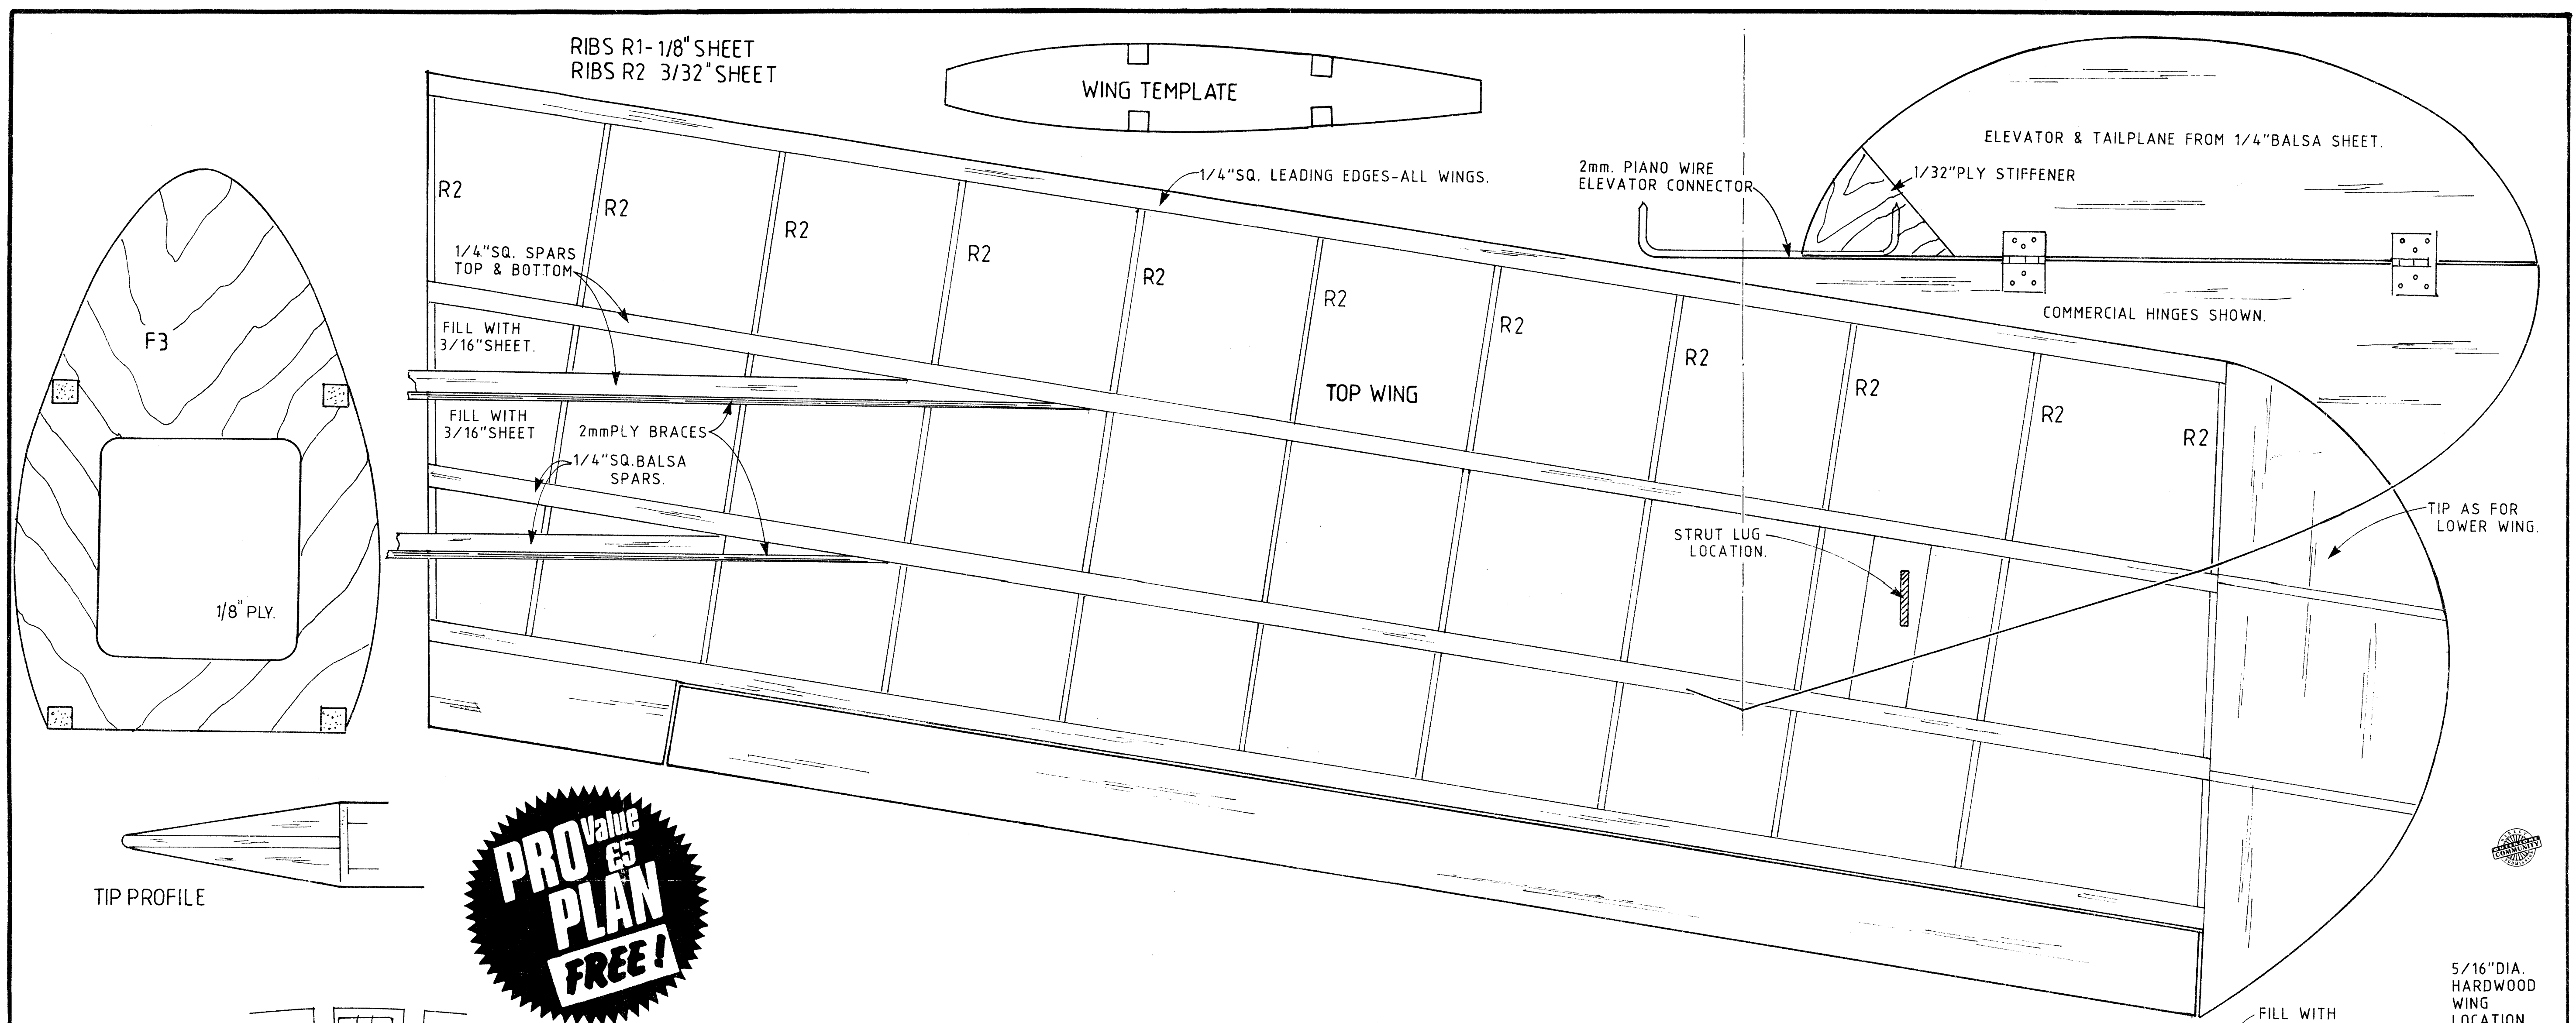 RIBS R1- 1/8" SHEET
RIBS R2 3/32" SHEET
WING TEMPLATE
ELEVATOR & TAILPLANE FROM 1/4" BALSA SHEET.
1/32" PLY STIFFENER
2mm. PIANO WIRE
ELEVATOR CONNECTOR
1/4" SQ. LEADING EDGES-ALL WINGS.
COMMERCIAL HINGES SHOWN.
R2
R2
R2
R2
R2
R2
R2
R2
R2
R2
R2
1/4" SQ. SPARS
TOP & BOTTOM
FILL WITH
3/16" SHEET.
FILL WITH
3/16" SHEET
2mm PLY BRACES
1/4" SQ. BALSA
SPARS.
TOP WING
STRUT LUG
LOCATION.
TIP AS FOR
LOWER WING.
F3
1/8" PLY.
TIP PROFILE
PRO Value
£5
PLAN
FREE!
COMMUNITY
5/16" DIA.
HARDWOOD
WING
LOCATION
FILL WITH